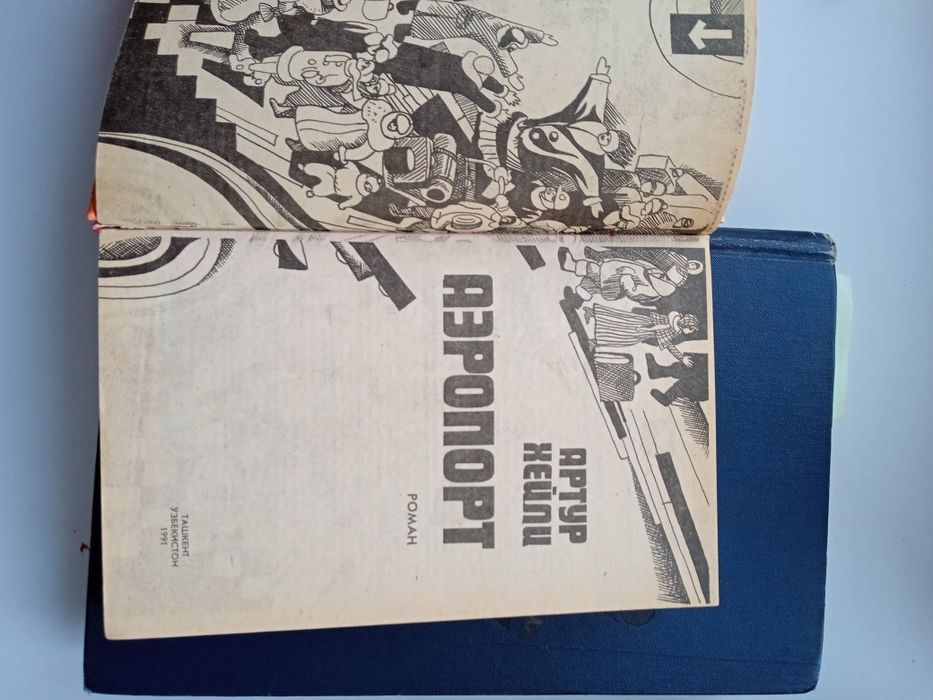 АРТУР
ХЕЙЛИ
АЭРОПОРТ
РОМАН
ТАШКЕНТ
УЗБЕКИСТОН
1991